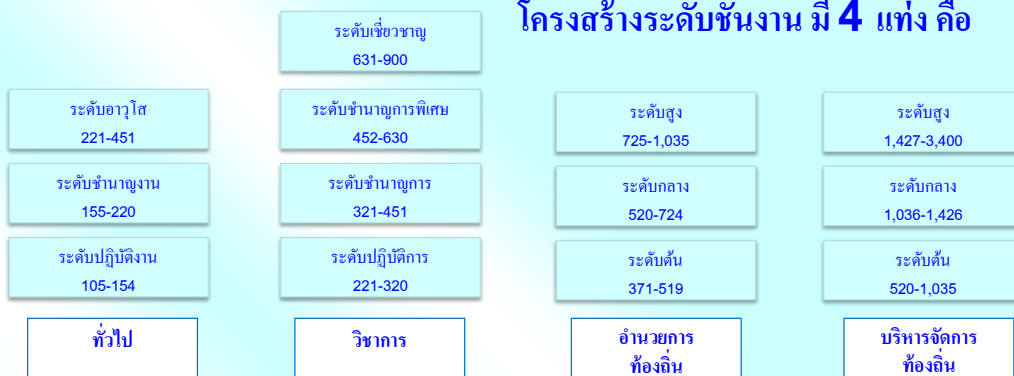 โครงสร้างระดับชั้นงาน มี 4 แท่ง คือ
ระดับเชี่ยวชาญ
631-900
ระดับอาวุโส
221-451
ระดับชำนาญการพิเศษ
452-630
ระดับสูง
725-1,035
ระดับสูง
1,427-3,400
ระดับชำนาญงาน
155-220
ระดับชำนาญการ
321-451
ระดับกลาง
520-724
ระดับกลาง
1,036-1,426
ระดับปฏิบัติงาน
105-154
ระดับปฏิบัติการ
221-320
ระดับต้น
371-519
ระดับต้น
520-1,035
ทั่วไป
วิชาการ
อำนวยการ
ท้องถิ่น
บริหารจัดการ
ท้องถิ่น